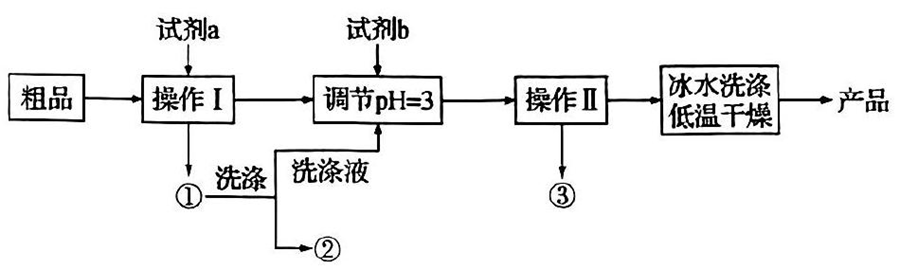 试剂a
试剂b
粗品
操作Ⅰ
调节pH=3
操作Ⅱ
冰水洗涤
低温干燥
产品
①
洗涤
洗涤液
②
③